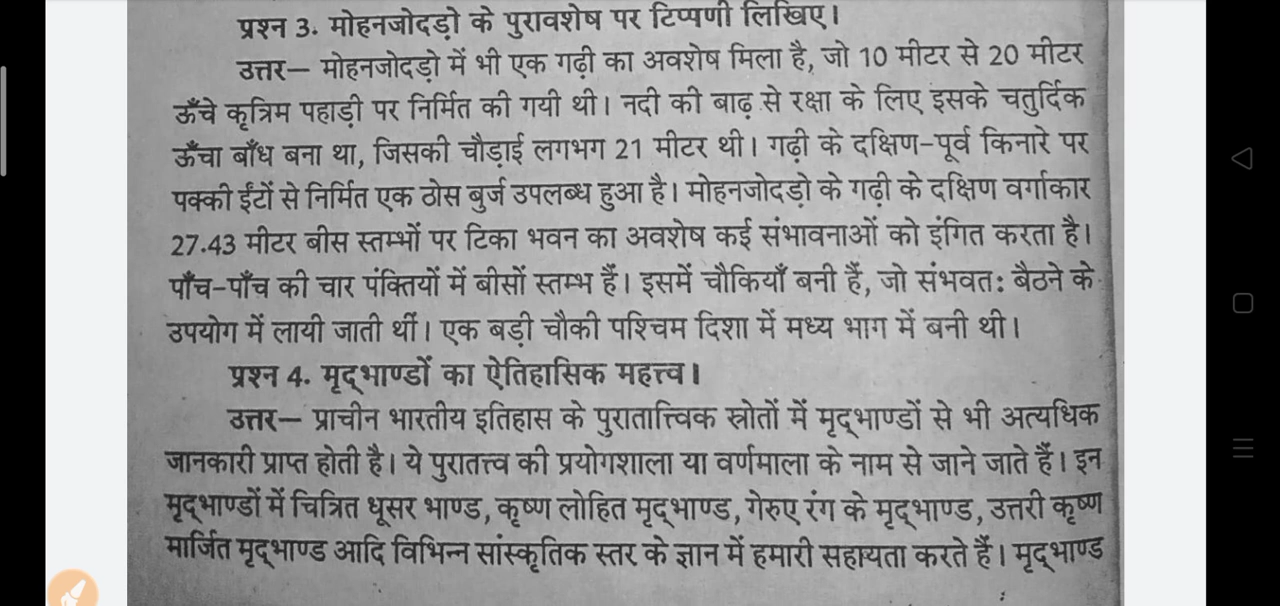 प्रश्न 3. मोहनजोदड़ो के पुरावशेष पर टिप्पणी लिखिए।
उत्तर— मोहनजोदड़ो में भी एक गढ़ी का अवशेष मिला है, जो 10 मीटर से 20 मीटर
ऊँचे कृत्रिम पहाड़ी पर निर्मित की गयी थी। नदी की बाढ़ से रक्षा के लिए इसके चतुर्दिक
ऊँचा बाँध बना था, जिसकी चौड़ाई लगभग 21 मीटर थी। गढ़ी के दक्षिण-पूर्व किनारे पर
पक्की ईंटों से निर्मित एक ठोस बुर्ज उपलब्ध हुआ है। मोहनजोदड़ो के गढ़ी के दक्षिण वर्गाकार
27.43 मीटर बीस स्तम्भों पर टिका भवन का अवशेष कई संभावनाओं को इंगित करता है।
पाँच-पाँच की चार पंक्तियों में बीसों स्तम्भ हैं। इसमें चौकियाँ बनी हैं, जो संभवत: बैठने के
उपयोग में लायी जाती थीं। एक बड़ी चौकी पश्चिम दिशा में मध्य भाग में बनी थी।
प्रश्न 4. मृद्भाण्डों का ऐतिहासिक महत्त्व।
उत्तर— प्राचीन भारतीय इतिहास के पुरातात्त्विक स्रोतों में मृद्भाण्डों से भी अत्यधिक
जानकारी प्राप्त होती है। ये पुरातत्त्व की प्रयोगशाला या वर्णमाला के नाम से जाने जाते हैं। इन
मृद्भाण्डों में चित्रित धूसर भाण्ड, कृष्ण लोहित मृद्भाण्ड, गेरुए रंग के मृद्भाण्ड, उत्तरी कृष्ण
मार्जित मृद्भाण्ड आदि विभिन्न सांस्कृतिक स्तर के ज्ञान में हमारी सहायता करते हैं। मृद्भाण्ड